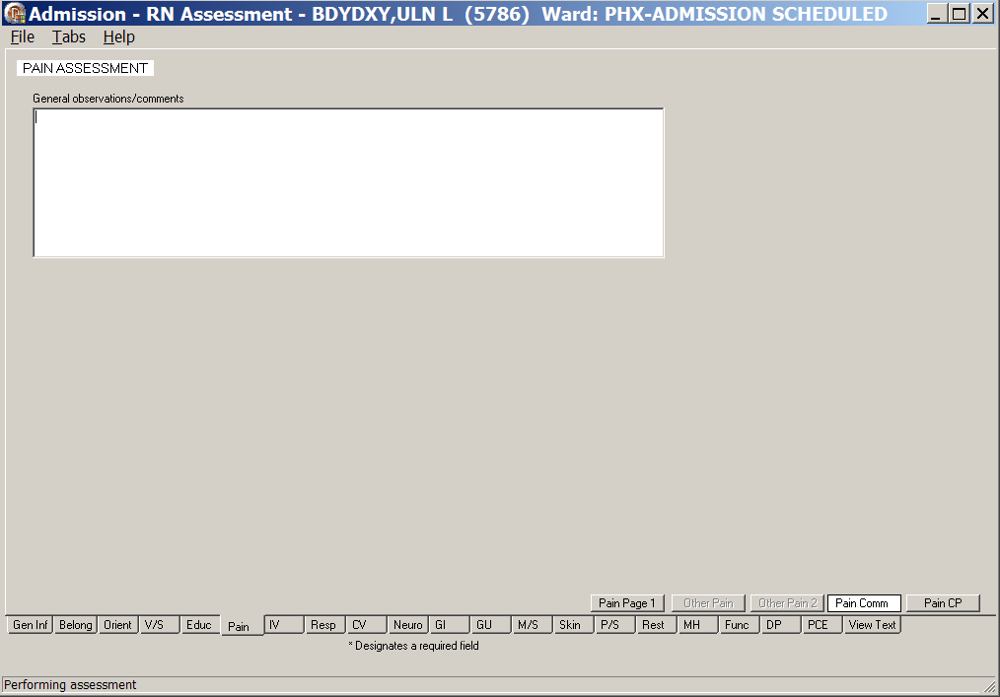 Admission - RN Assessment - BDYDXY,ULN L (5786) Ward: PHX-ADMISSION SCHEDULED
File Tabs Help
PAIN ASSESSMENT
General observations/comments
Pain Page 1 Other Pain Other Pain 2 Pain Comm Pain CP
Gen Inf Belong Orient V/S Educ Pain IV Resp CV Neuro GI GU M/S Skin P/S Rest MH Func DP PCE View Text
* Designates a required field
Performing assessment